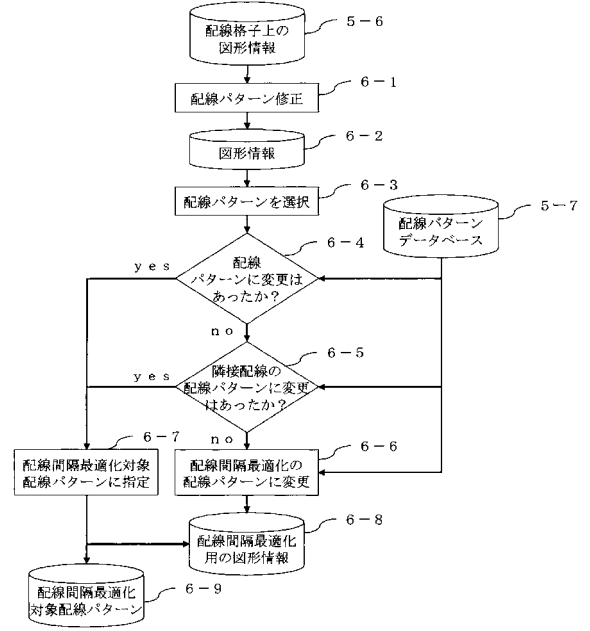 配線格子上の
図形情報
5-6
6-1
配線パターン修正
6-2
図形情報
6-3
配線パターンを選択
配線パターン
データベース
5-7
6-4
yes
配線
パターンに変更は
あったか?
no
6-5
yes
隣接配線の
配線パターンに変更
はあったか?
6-7
no
6-6
配線間隔最適化対象
配線パターンに指定
配線間隔最適化の
配線パターンに変更
6-8
配線間隔最適化
用の図形情報
配線間隔最適化
対象配線パターン
6-9